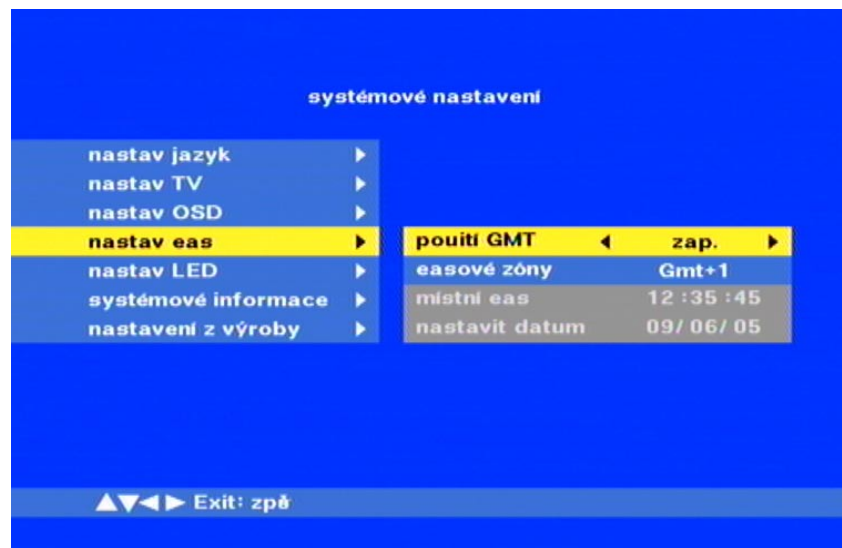 systémové nastavení
nastav jazyk
nastav TV
nastav OSD
nastav eas
pouití GMT zap.
nastav LED
easové zóny Gmt+1
systémové informace
místní eas 12:35:45
nastavení z výroby
nastavit datum 09/06/05
Exit: zpě